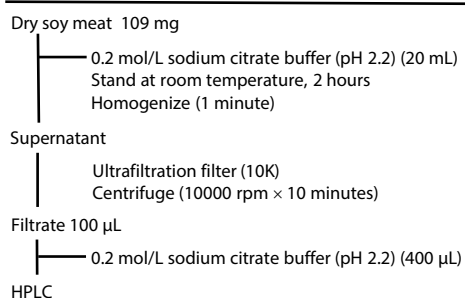 Dry soy meat 109 mg
0.2 mol/L sodium citrate buffer (pH 2.2) (20 mL)
Stand at room temperature, 2 hours
Homogenize (1 minute)
Supernatant
Ultrafiltration filter (10K)
Centrifuge (10000 rpm × 10 minutes)
Filtrate 100 µL
0.2 mol/L sodium citrate buffer (pH 2.2) (400 µL)
HPLC